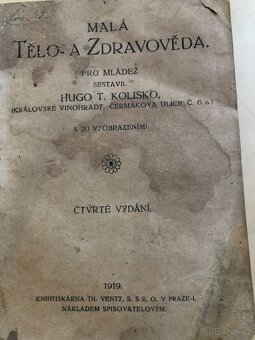 MALÁ
TĚLO- A ZDRAVOVĚDA.
PRO MLÁDEŽ
SESTAVIL
HUGO T. KOLÍSKO,
(KRÁLOVSKÉ VINOHRADY, ČERMÁKOVA ULICE Č. 6 n.)
S 20 VYOBRAZENÍMI.
ČTVRTÉ VYDÁNÍ.
1919.
KNIHTISKÁRNA TH. VENTY, S. S R. O. V PRAZE-I.
NÁKLADEM SPISOVATELOVÝM.